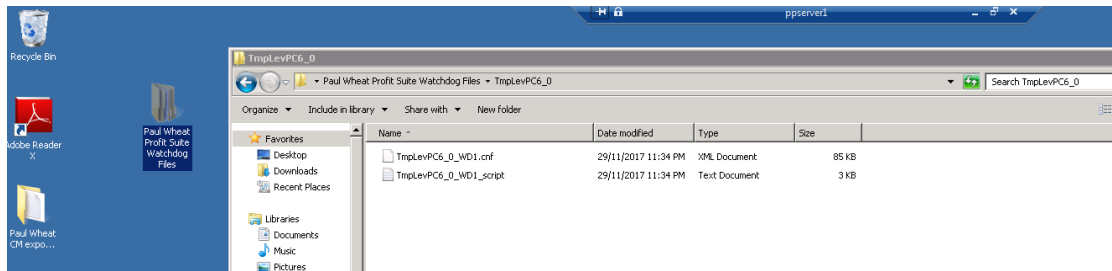 ppserver1
Recycle Bin
Adobe Reader
X
Paul Wheat
Profit Suite
Watchdog
Files
Paul Wheat
CM expo...
TmpLevPC6_0
Paul Wheat Profit Suite Watchdog Files TmpLevPC6_0
Search TmpLevPC6_0
Organize Include in library Share with New folder
Favorites
Desktop
Downloads
Recent Places
Libraries
Documents
Music
Pictures
Name Date modified Type Size
TmpLevPC6_0_WD1.cnf 29/11/2017 11:34 PM XML Document 85 KB
TmpLevPC6_0_WD1_script 29/11/2017 11:34 PM Text Document 3 KB